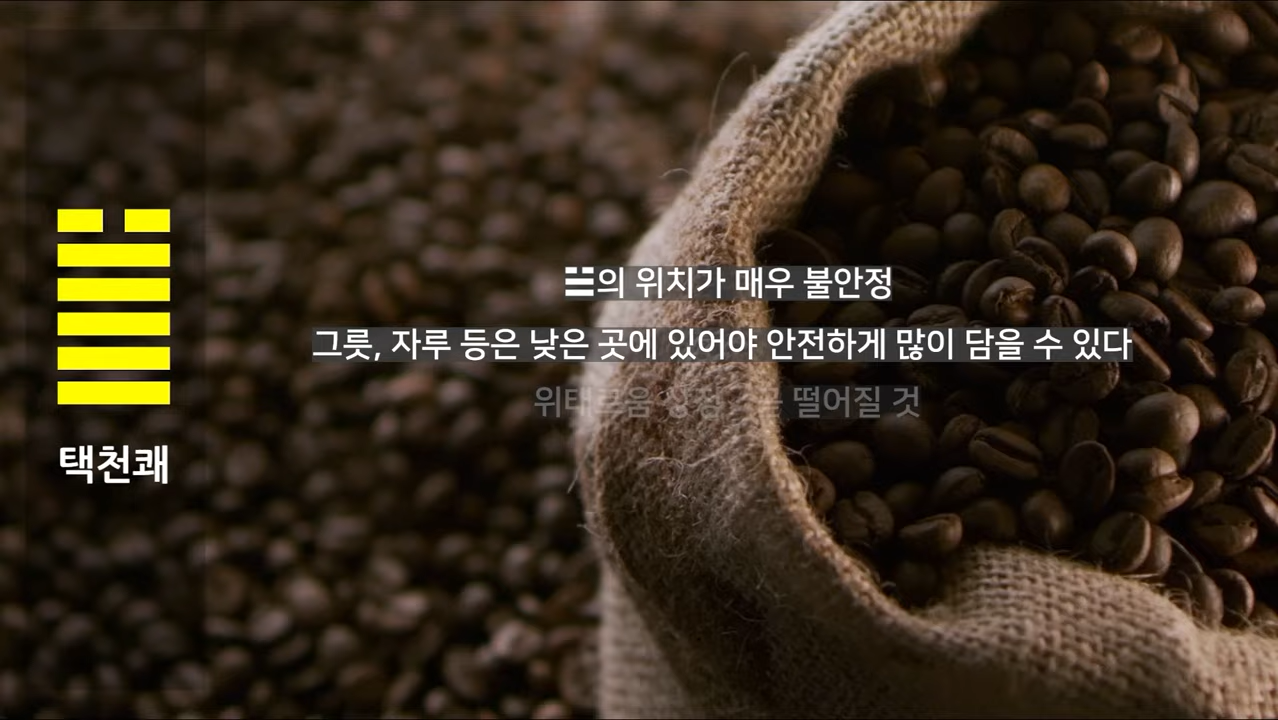 택천쾌
☱의 위치가 매우 불안정
그릇, 자루 등은 낮은 곳에 있어야 안전하게 많이 담을 수 있다
위태로움 상징 떨어질 것